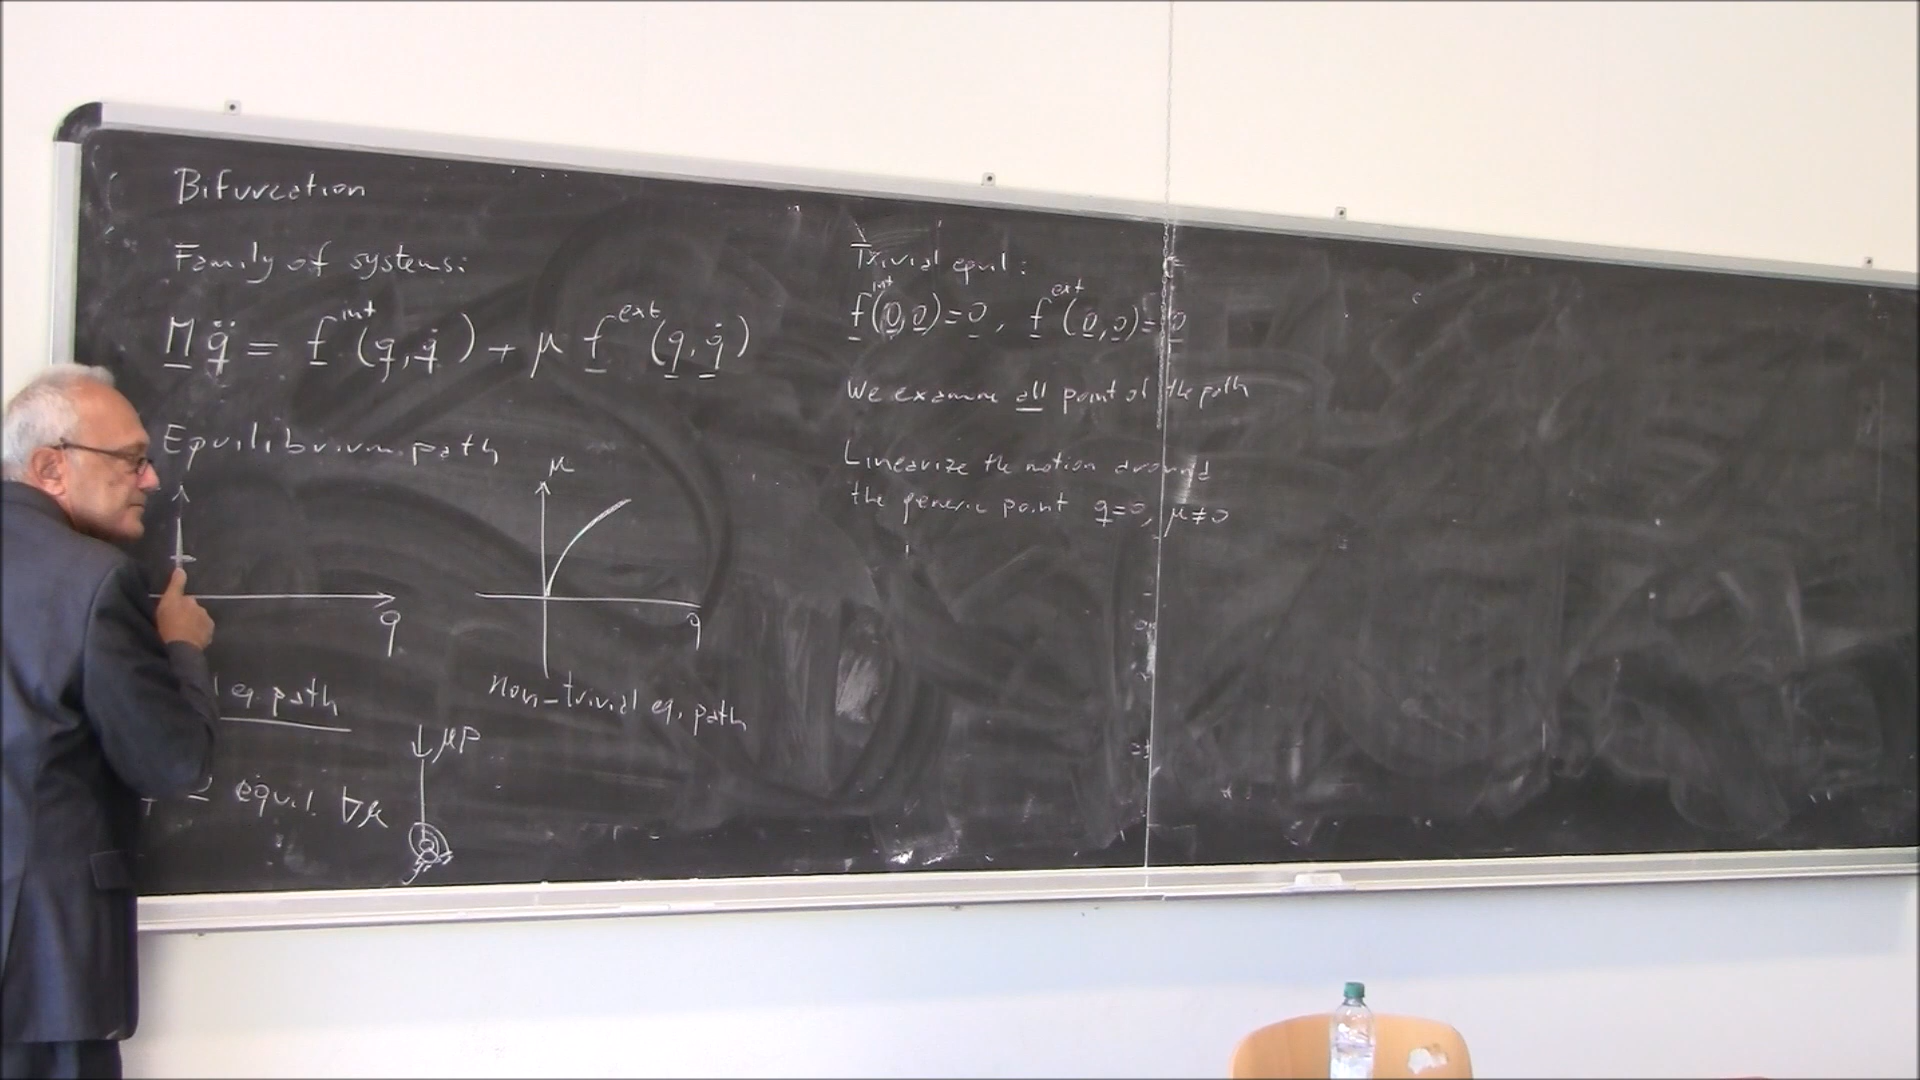 Bifurcation
Family of systems:
M q̈ = f^int (q, q̇) + μ f^ext (q, q̇)
Equilibrium path
μ
q
q
eq. path
non-trivial eq. path
μP
equil. ∀μ
Trivial equil:
f^int (0,0) = 0, f^ext (0,0) = 0
We examine all point of the path
Linearize the motion around
the generic point q=0, μ≠0